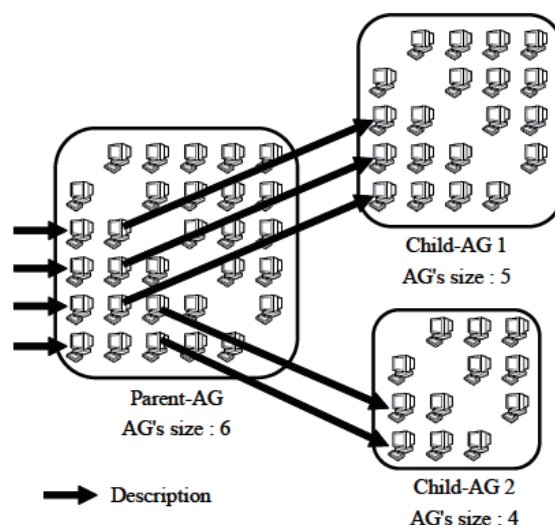 Child-AG 1
AG's size : 5
Parent-AG
AG's size : 6
Description
Child-AG 2
AG's size : 4